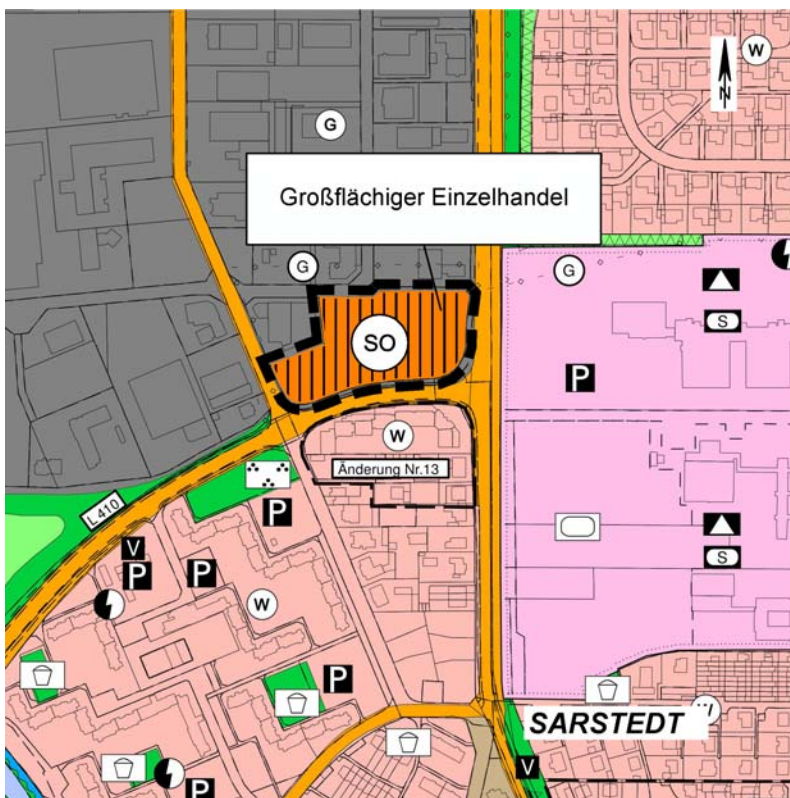 W
N
G
Großflächiger Einzelhandel
G
G
S
SO
P
W
Änderung Nr.13
L 410
P
V
P
P
W
S
P
SARSTEDT
V
P